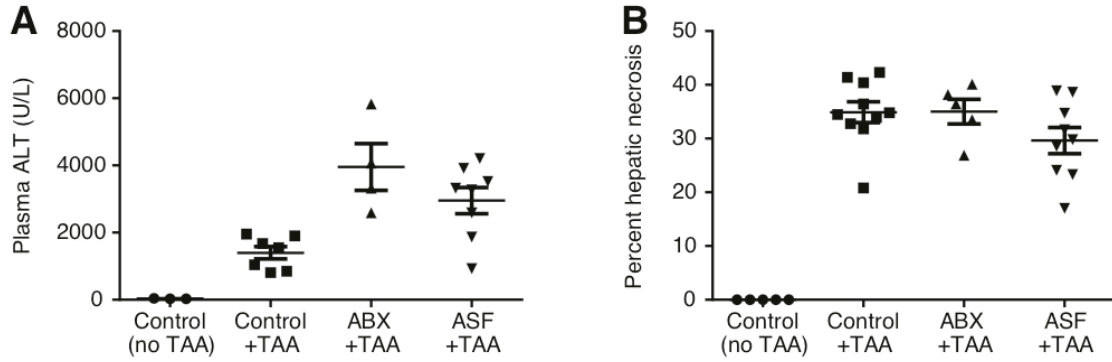 A
Plasma ALT (U/L)
8000
6000
4000
2000
0
Control
(no TAA)
Control
+TAA
ABX
+TAA
ASF
+TAA
B
Percent hepatic necrosis
50
40
30
20
10
0
Control
(no TAA)
Control
+TAA
ABX
+TAA
ASF
+TAA